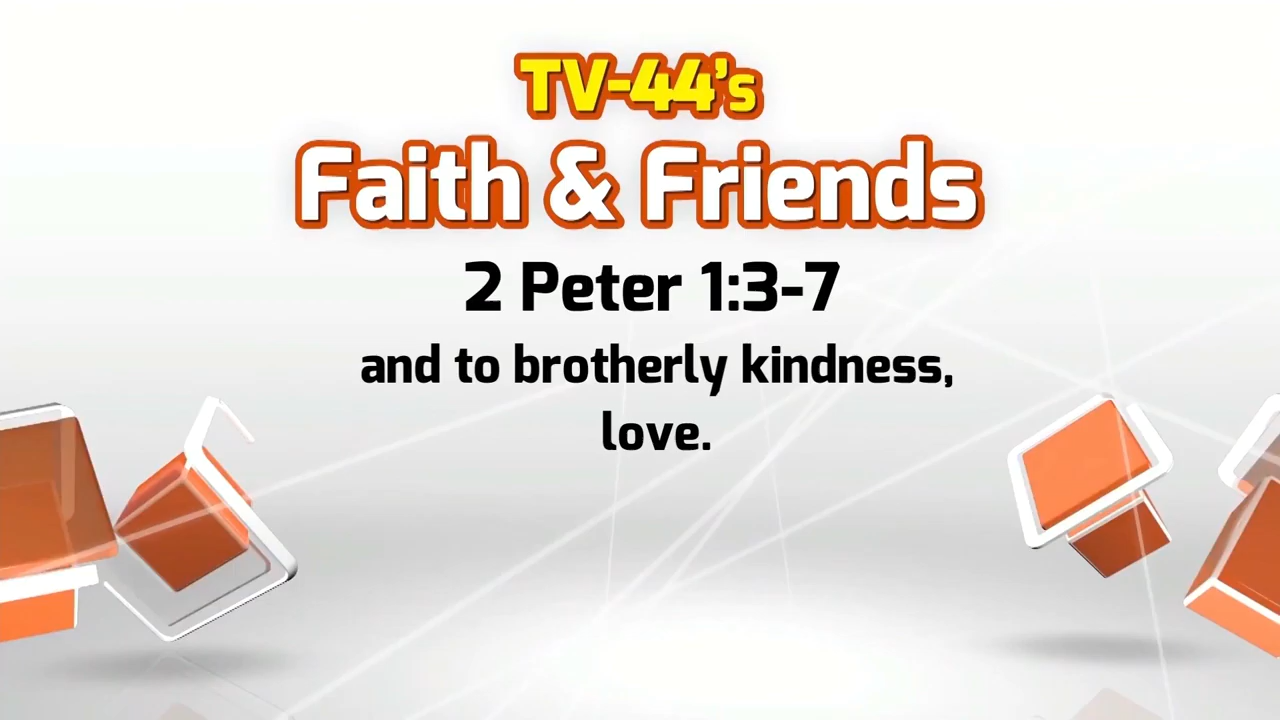 TV-44's
Faith & Friends
2 Peter 1:3-7
and to brotherly kindness,
love.